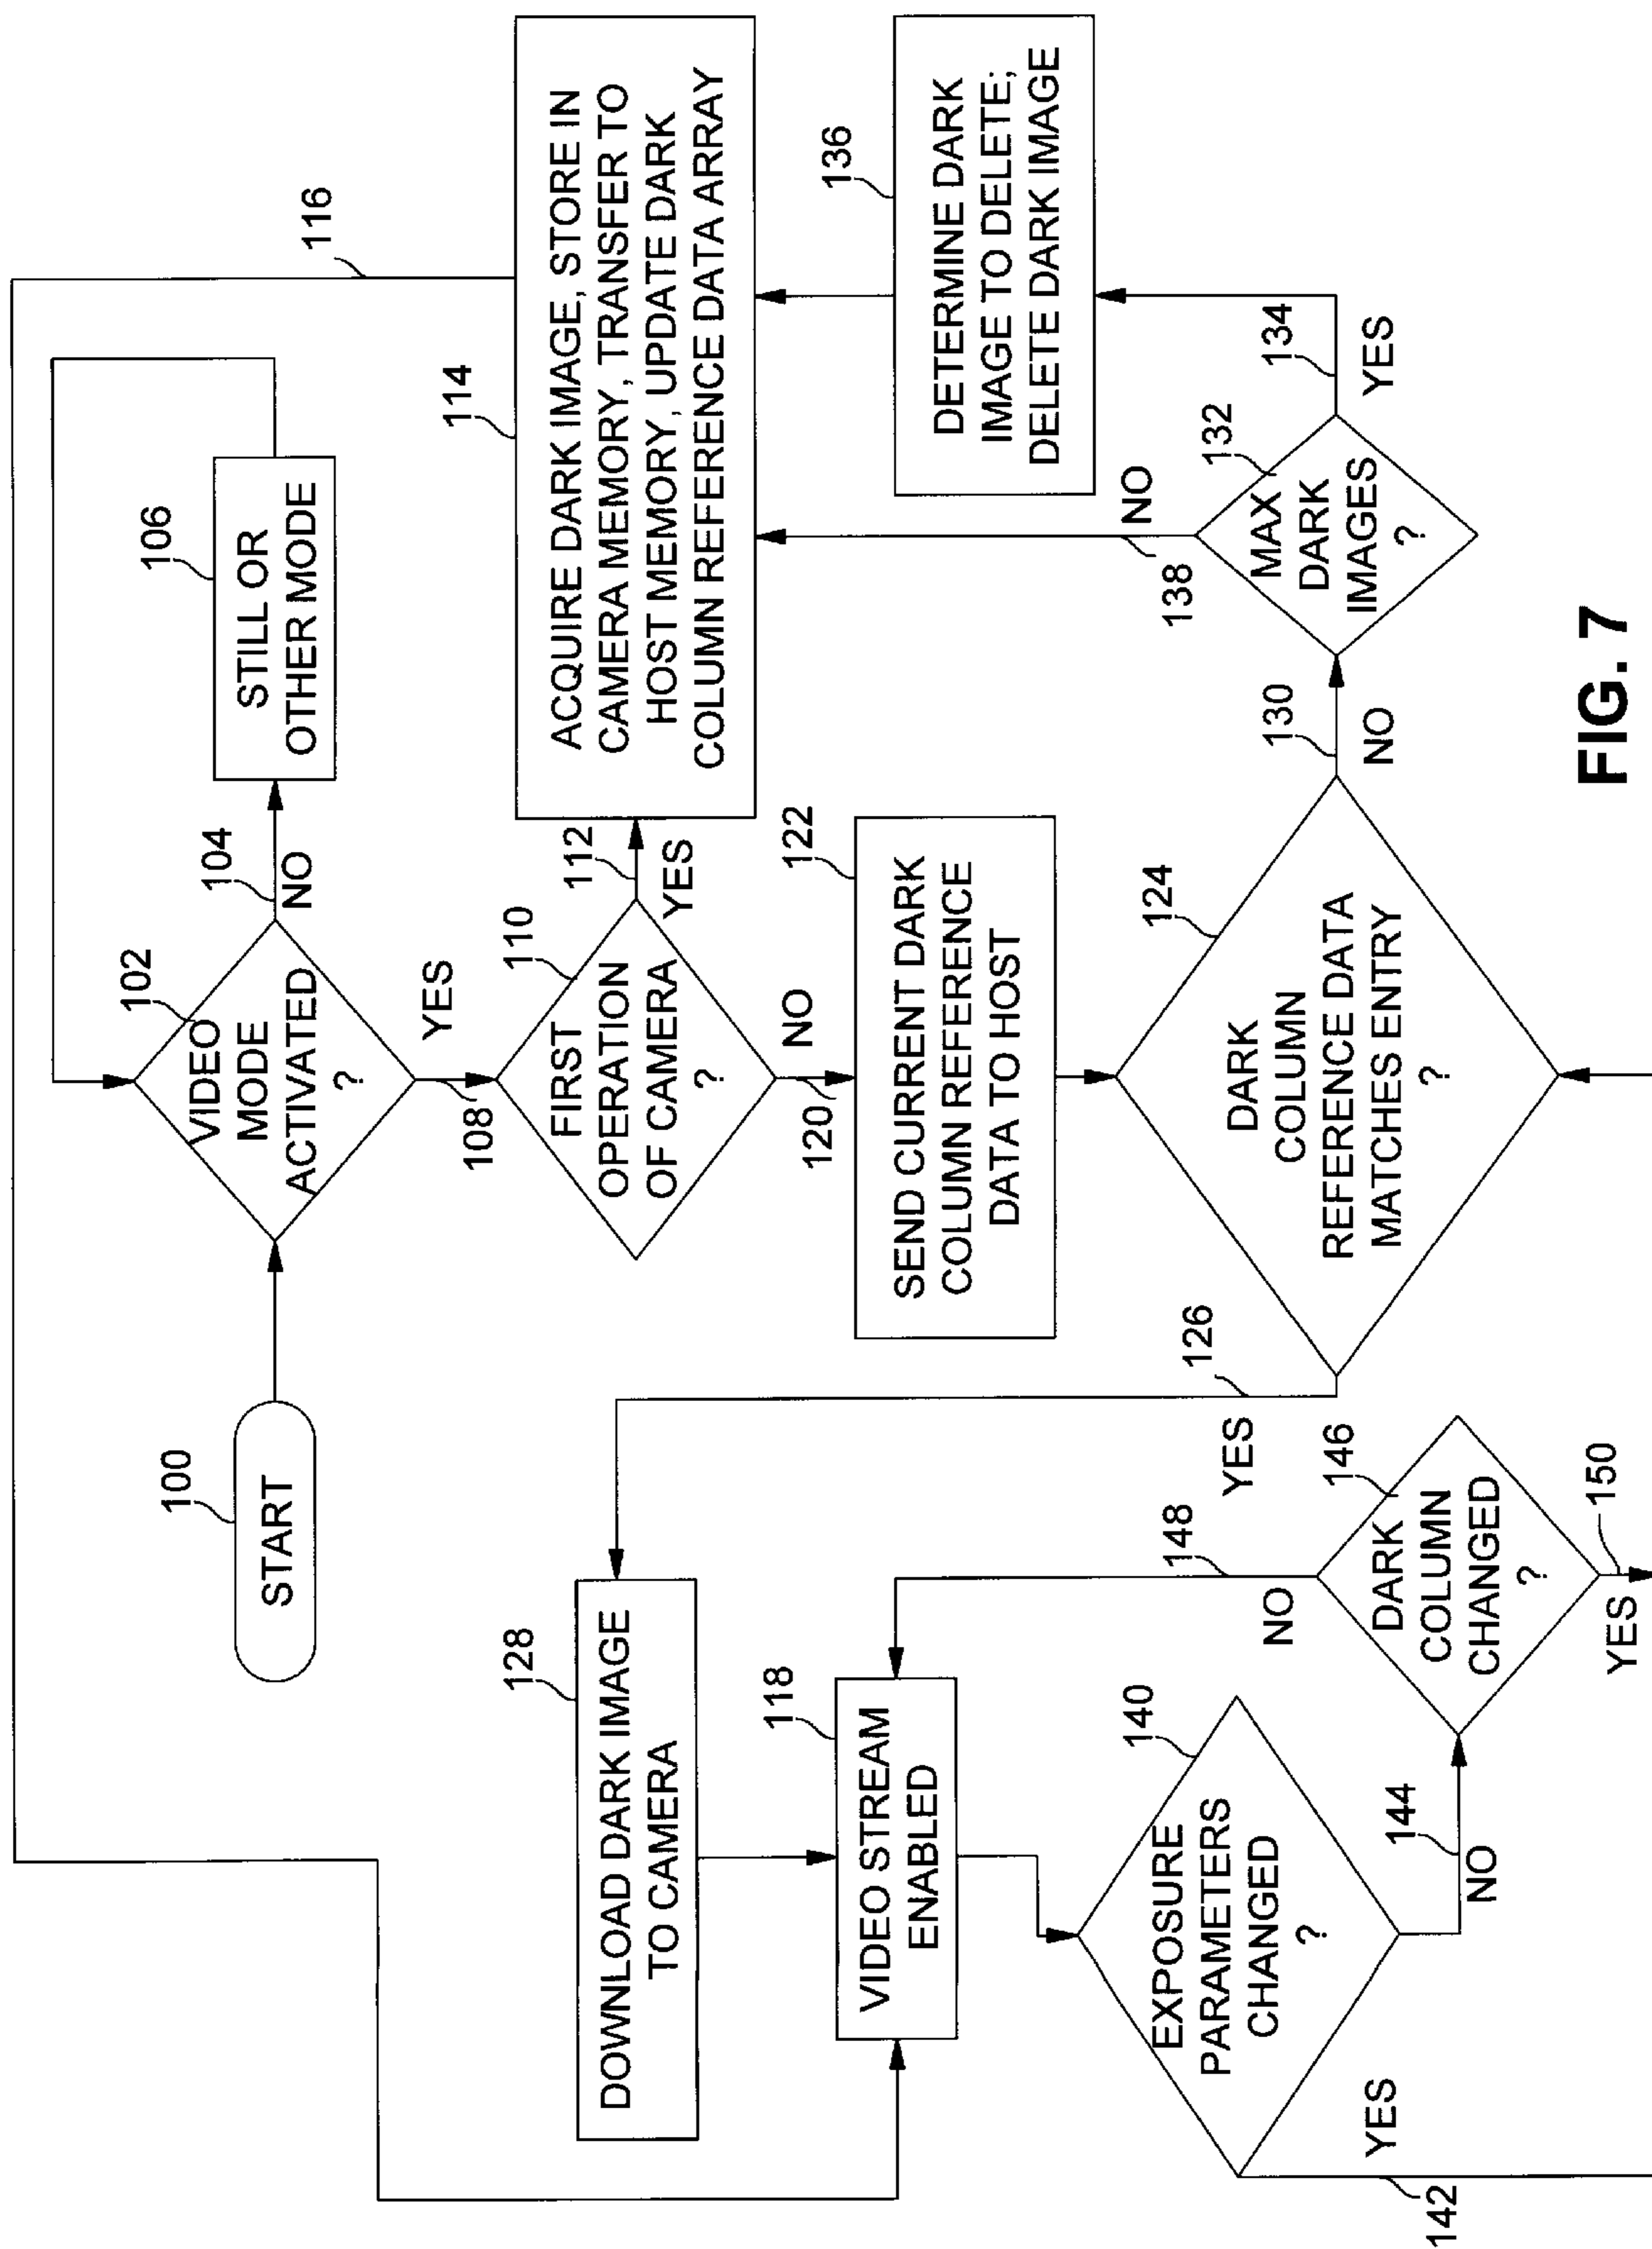 100
START
102
VIDEO
MODE
ACTIVATED
?
104
NO
106
STILL OR
OTHER MODE
116
YES
108
110
FIRST
OPERATION
OF CAMERA
?
112
YES
114
ACQUIRE DARK IMAGE, STORE IN
CAMERA MEMORY, TRANSFER TO
HOST MEMORY, UPDATE DARK
COLUMN REFERENCE DATA ARRAY
NO
120
122
SEND CURRENT DARK
COLUMN REFERENCE
DATA TO HOST
124
DARK
COLUMN
REFERENCE DATA
MATCHES ENTRY
?
126
YES
130
NO
132
MAX
DARK
IMAGES
?
134
YES
136
DETERMINE DARK
IMAGE TO DELETE;
DELETE DARK IMAGE
NO
138
128
DOWNLOAD DARK IMAGE
TO CAMERA
118
VIDEO STREAM
ENABLED
140
EXPOSURE
PARAMETERS
CHANGED
?
YES
142
144
NO
146
DARK
COLUMN
CHANGED
?
148
NO
150
YES
FIG. 7